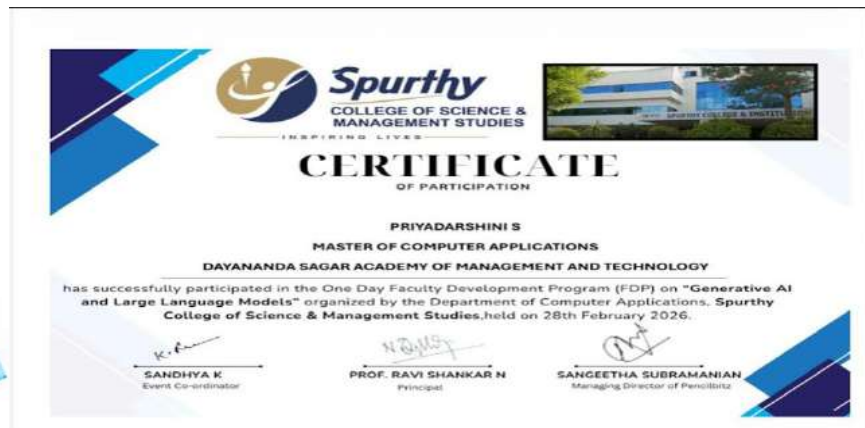 Spurthy
COLLEGE OF SCIENCE &
MANAGEMENT STUDIES
INSPIRING LIVES
SPURTHY COLLEGE
CERTIFICATE
OF PARTICIPATION
PRIYADARSHINI S
MASTER OF COMPUTER APPLICATIONS
DAYANANDA SAGAR ACADEMY OF MANAGEMENT AND TECHNOLOGY
has successfully participated in the One Day Faculty Development Program (FDP) on "Generative AI
and Large Language Models" organized by the Department of Computer Applications, Spurthy
College of Science & Management Studies,held on 28th February 2026.
SANDHYA K
Event Co-ordinator
PROF. RAVI SHANKAR N
Principal
SANGEETHA SUBRAMANIAN
Managing Director of Pencilbitz